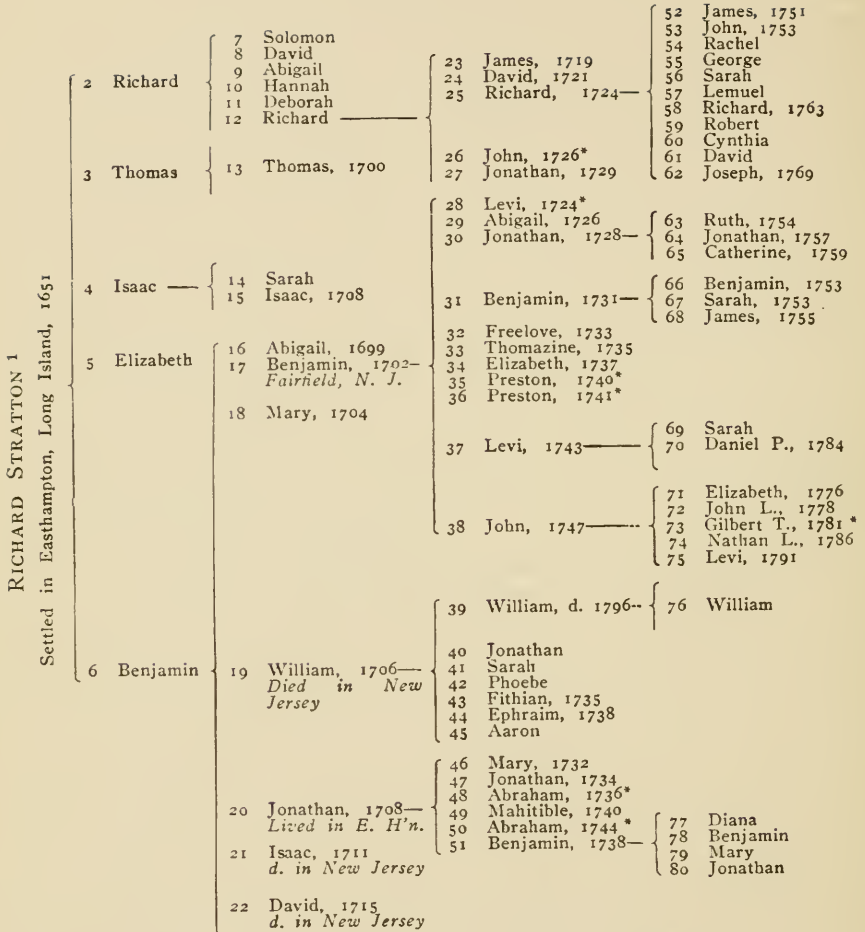 RICHARD STRATTON 1
Settled in Easthampton, Long Island, 1651
2 Richard
3 Thomas
4 Isaac
5 Elizabeth
6 Benjamin
7 Solomon
8 David
9 Abigail
10 Hannah
11 Deborah
12 Richard
13 Thomas, 1700
14 Sarah
15 Isaac, 1708
16 Abigail, 1699
17 Benjamin, 1702—
Fairfield, N. J.
18 Mary, 1704
19 William, 1706—
Died in New
Jersey
20 Jonathan, 1708—
Lived in E. H'n.
21 Isaac, 1711
d. in New Jersey
22 David, 1715
d. in New Jersey
23 James, 1719
24 David, 1721
25 Richard, 1724—
26 John, 1726*
27 Jonathan, 1729
28 Levi, 1724*
29 Abigail, 1726
30 Jonathan, 1728—
31 Benjamin, 1731—
32 Freelove, 1733
33 Thomazine, 1735
34 Elizabeth, 1737
35 Preston, 1740*
36 Preston, 1741*
37 Levi, 1743—
38 John, 1747—
39 William, d. 1796--
40 Jonathan
41 Sarah
42 Phoebe
43 Fithian, 1735
44 Ephraim, 1738
45 Aaron
46 Mary, 1732
47 Jonathan, 1734
48 Abraham, 1736*
49 Mahitible, 1740
50 Abraham, 1744*
51 Benjamin, 1738—
52 James, 1751
53 John, 1753
54 Rachel
55 George
56 Sarah
57 Lemuel
58 Richard, 1763
59 Robert
60 Cynthia
61 David
62 Joseph, 1769
63 Ruth, 1754
64 Jonathan, 1757
65 Catherine, 1759
66 Benjamin, 1753
67 Sarah, 1753
68 James, 1755
69 Sarah
70 Daniel P., 1784
71 Elizabeth, 1776
72 John L., 1778
73 Gilbert T., 1781 *
74 Nathan L., 1786
75 Levi, 1791
76 William
77 Diana
78 Benjamin
79 Mary
80 Jonathan